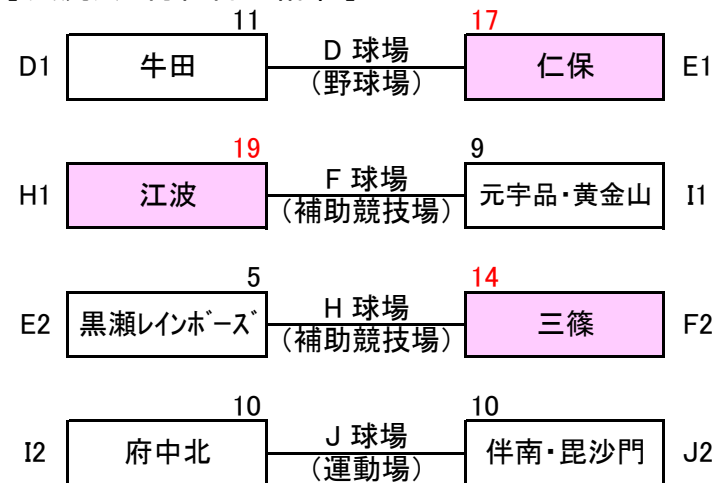 11 17
D1 牛田 D 球場 (野球場) 仁保 E1
19 9
H1 江波 F 球場 (補助競技場) 元宇品・黄金山 I1
5 14
E2 黒瀬レインボーズ H 球場 (補助競技場) 三篠 F2
10 10
I2 府中北 J 球場 (運動場) 伴南・毘沙門 J2